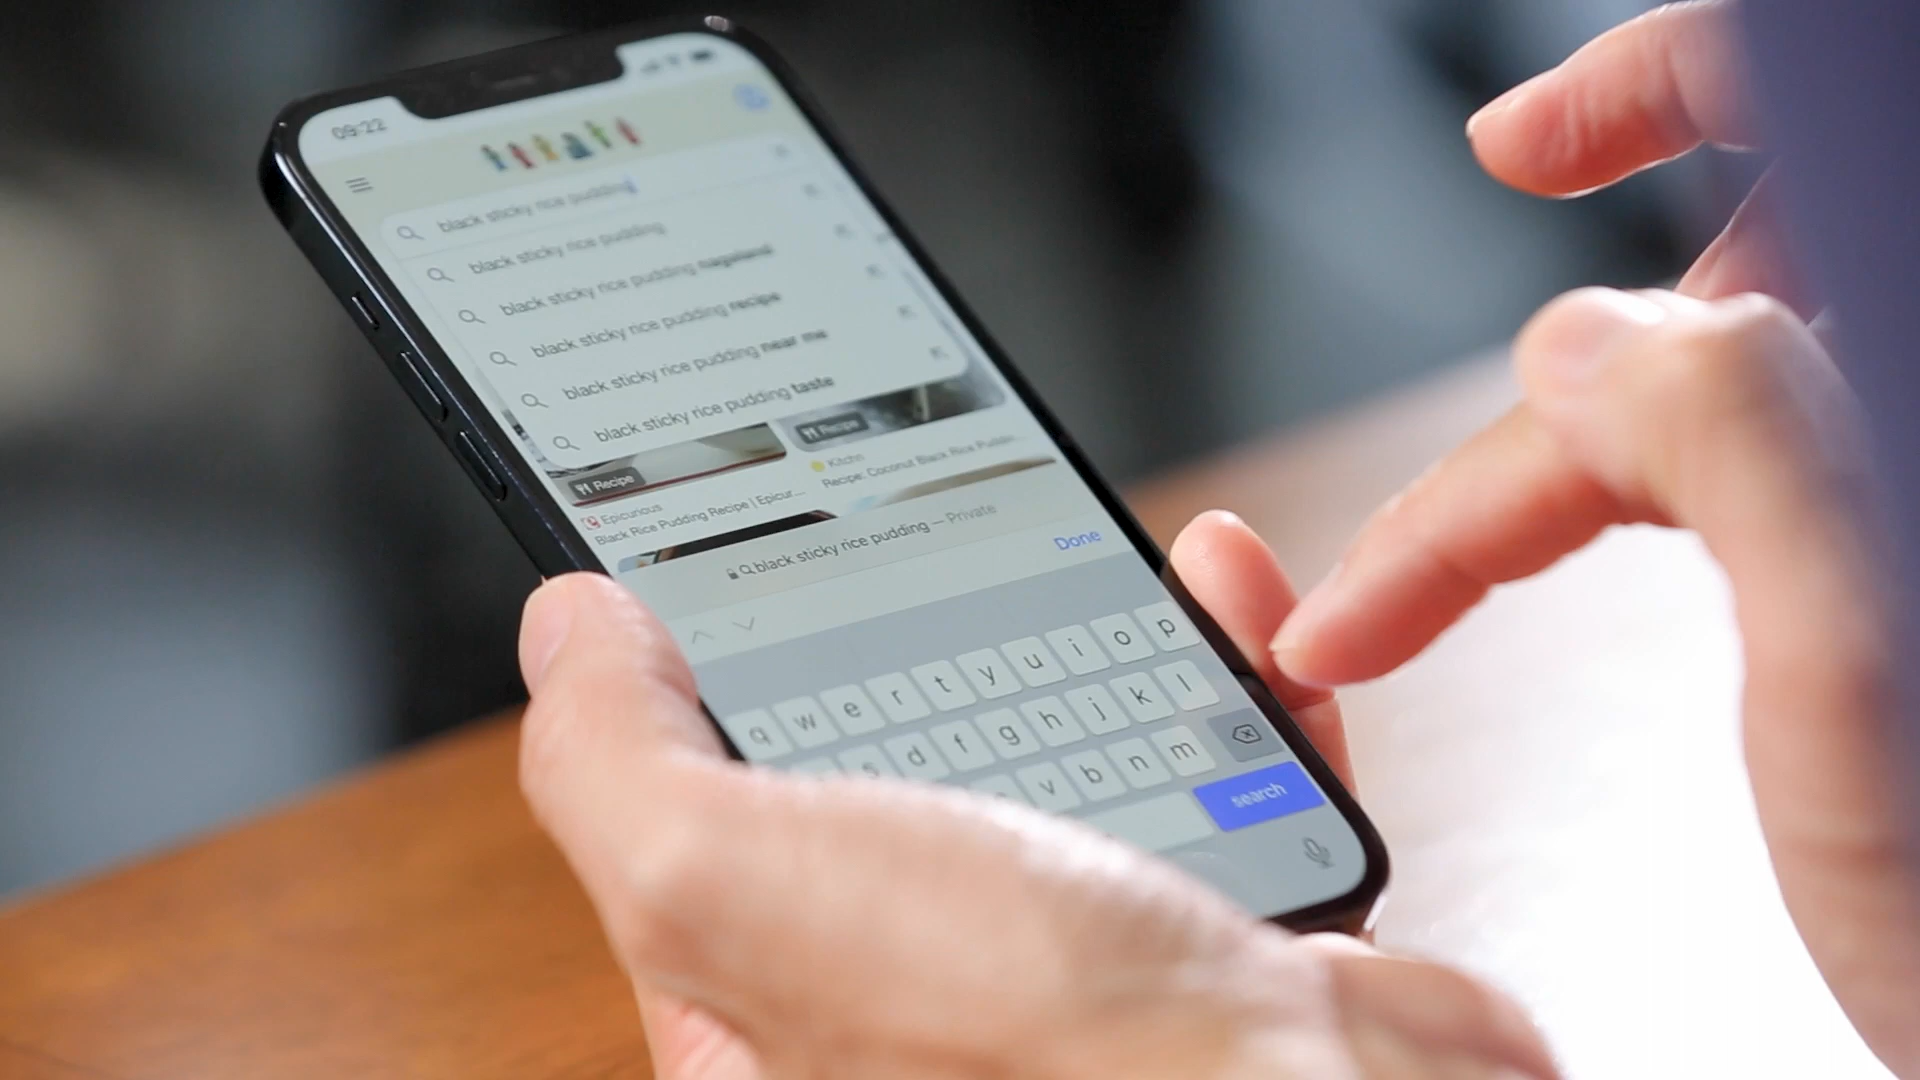 09:22
black sticky rice pudding
black sticky rice pudding
black sticky rice pudding nagaland
black sticky rice pudding recipe
black sticky rice pudding near me
black sticky rice pudding taste
Recipe
Recipe
Epicurious
Black Rice Pudding Recipe | Epicur...
Kitchn
Recipe: Coconut Black Rice Puddin...
black sticky rice pudding — Private
Done
q w e r t y u i o p
s d f g h j k l
v b n m
search